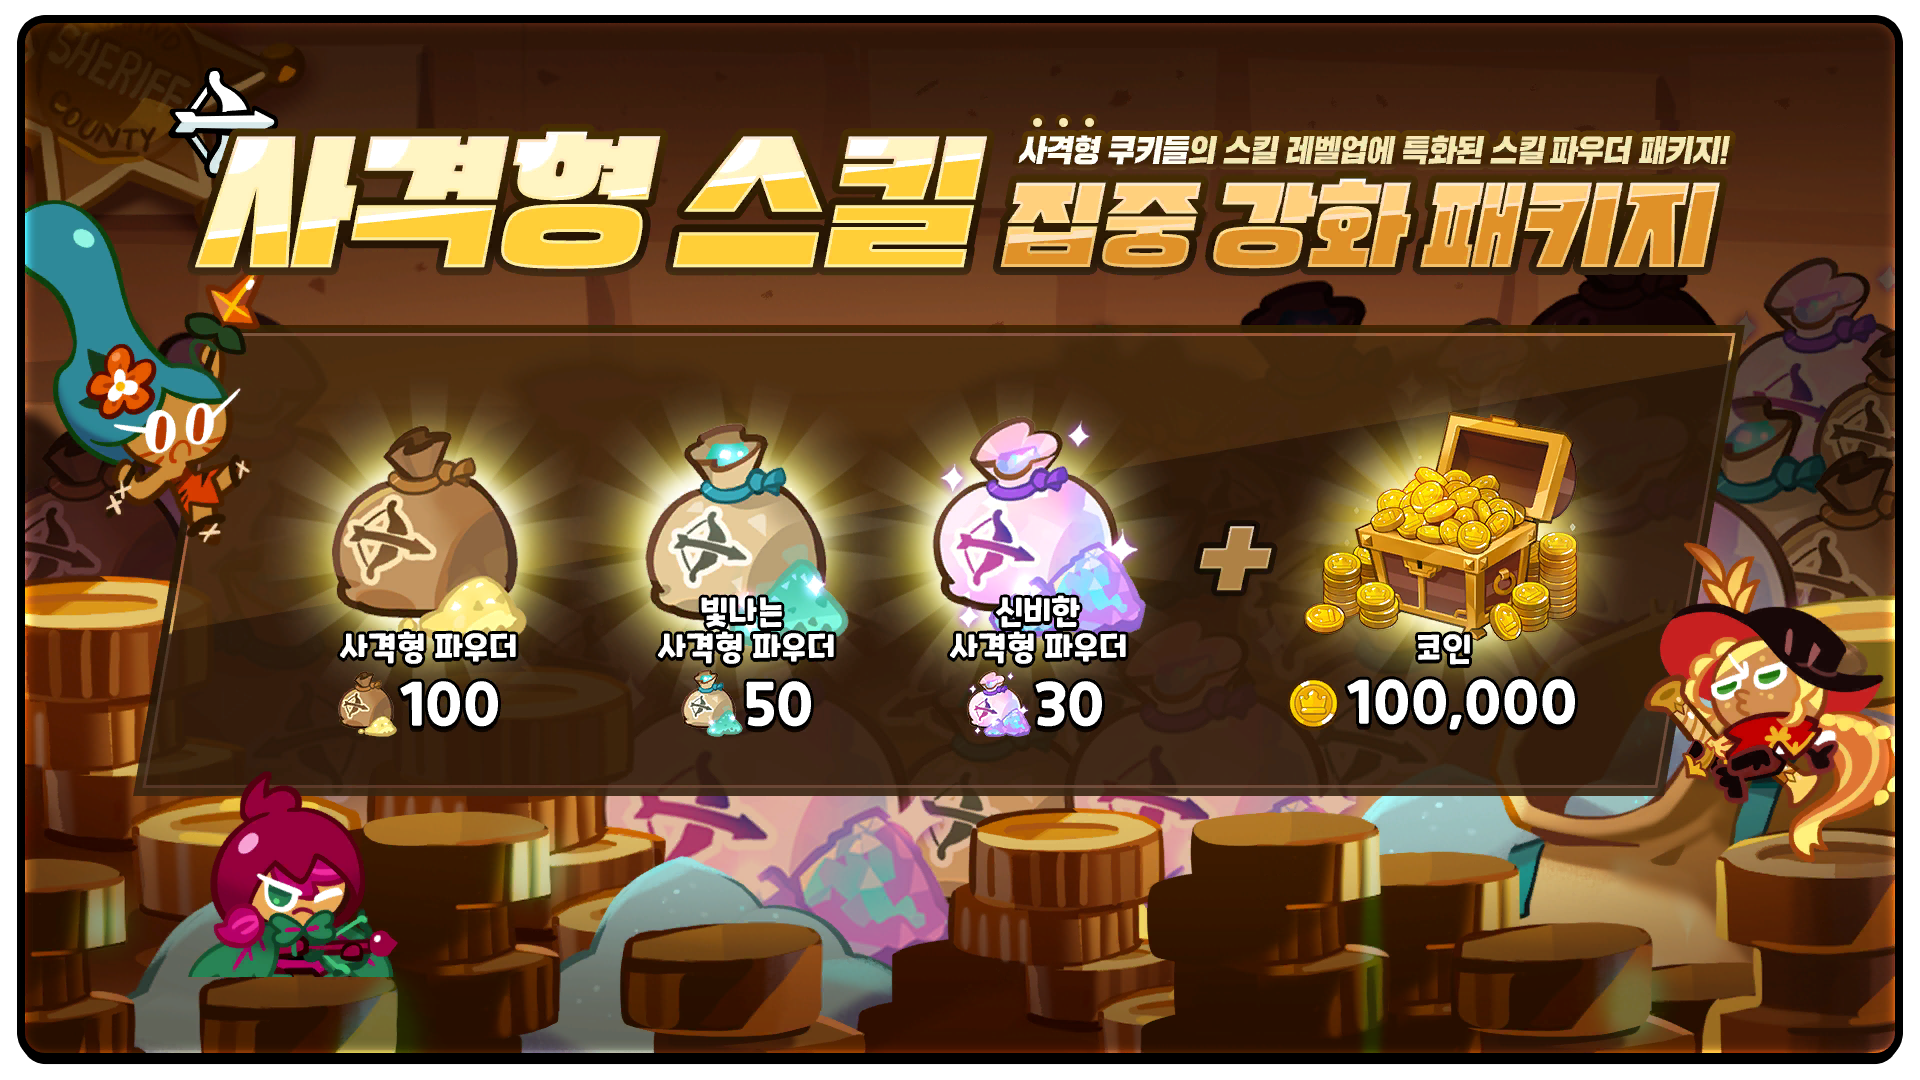 SHERIFF
COUNTY
사격형 스킬
사격형 쿠키들의 스킬 레벨업에 특화된 스킬 파우더 패키지!
집중 강화 패키지
사격형 파우더
100
빛나는
사격형 파우더
50
신비한
사격형 파우더
30
+
코인
100,000